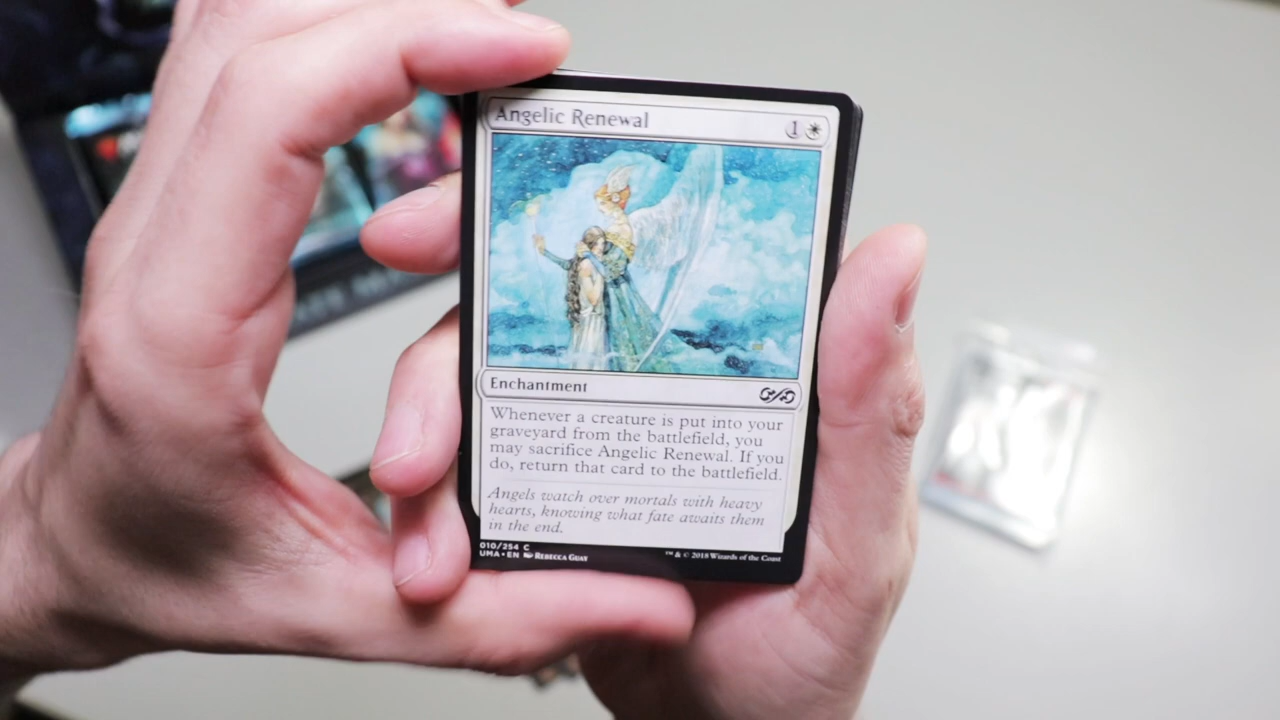 Angelic Renewal 1
Enchantment
Whenever a creature is put into your
graveyard from the battlefield, you
may sacrifice Angelic Renewal. If you
do, return that card to the battlefield.
Angels watch over mortals with heavy
hearts, knowing what fate awaits them
in the end.
010/254 C
UMA • EN Rebecca Guay
™ & © 2018 Wizards of the Coast